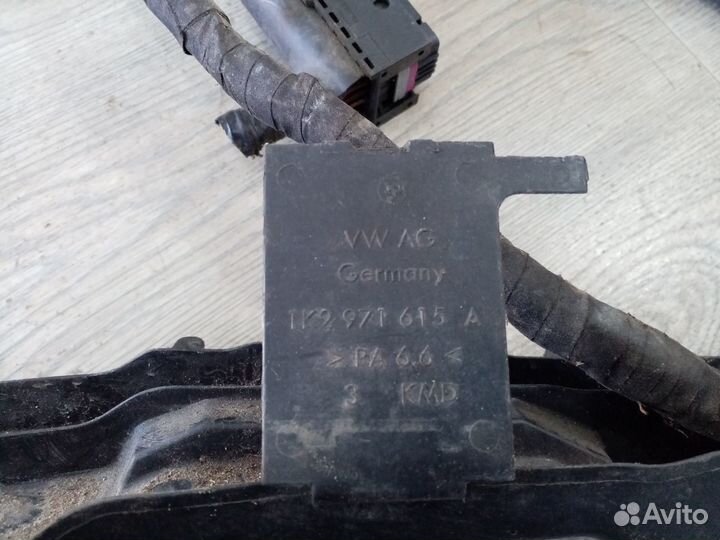 VW AG
Germany
1K2 971 615 A
> PA 6.6 <
3 KMD
Avito